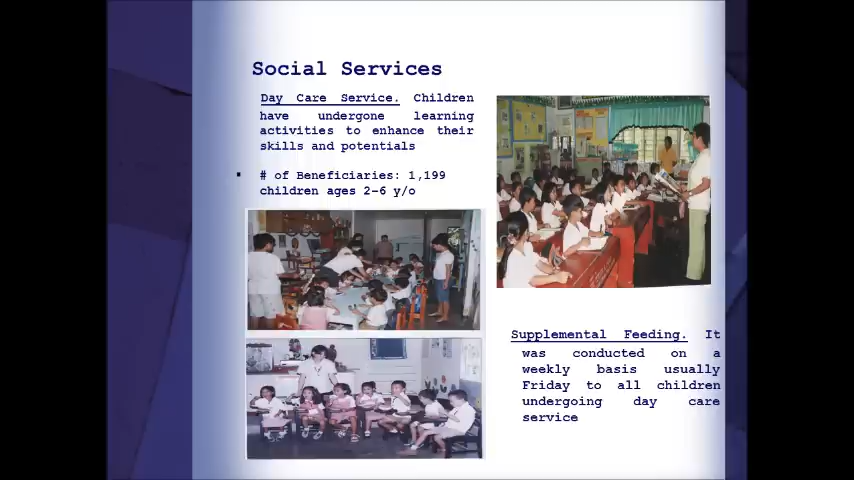 Social Services
Day Care Service. Children
have undergone learning
activities to enhance their
skills and potentials
▪ # of Beneficiaries: 1,199
children ages 2-6 y/o
Supplemental Feeding. It
was conducted on a
weekly basis usually
Friday to all children
undergoing day care
service